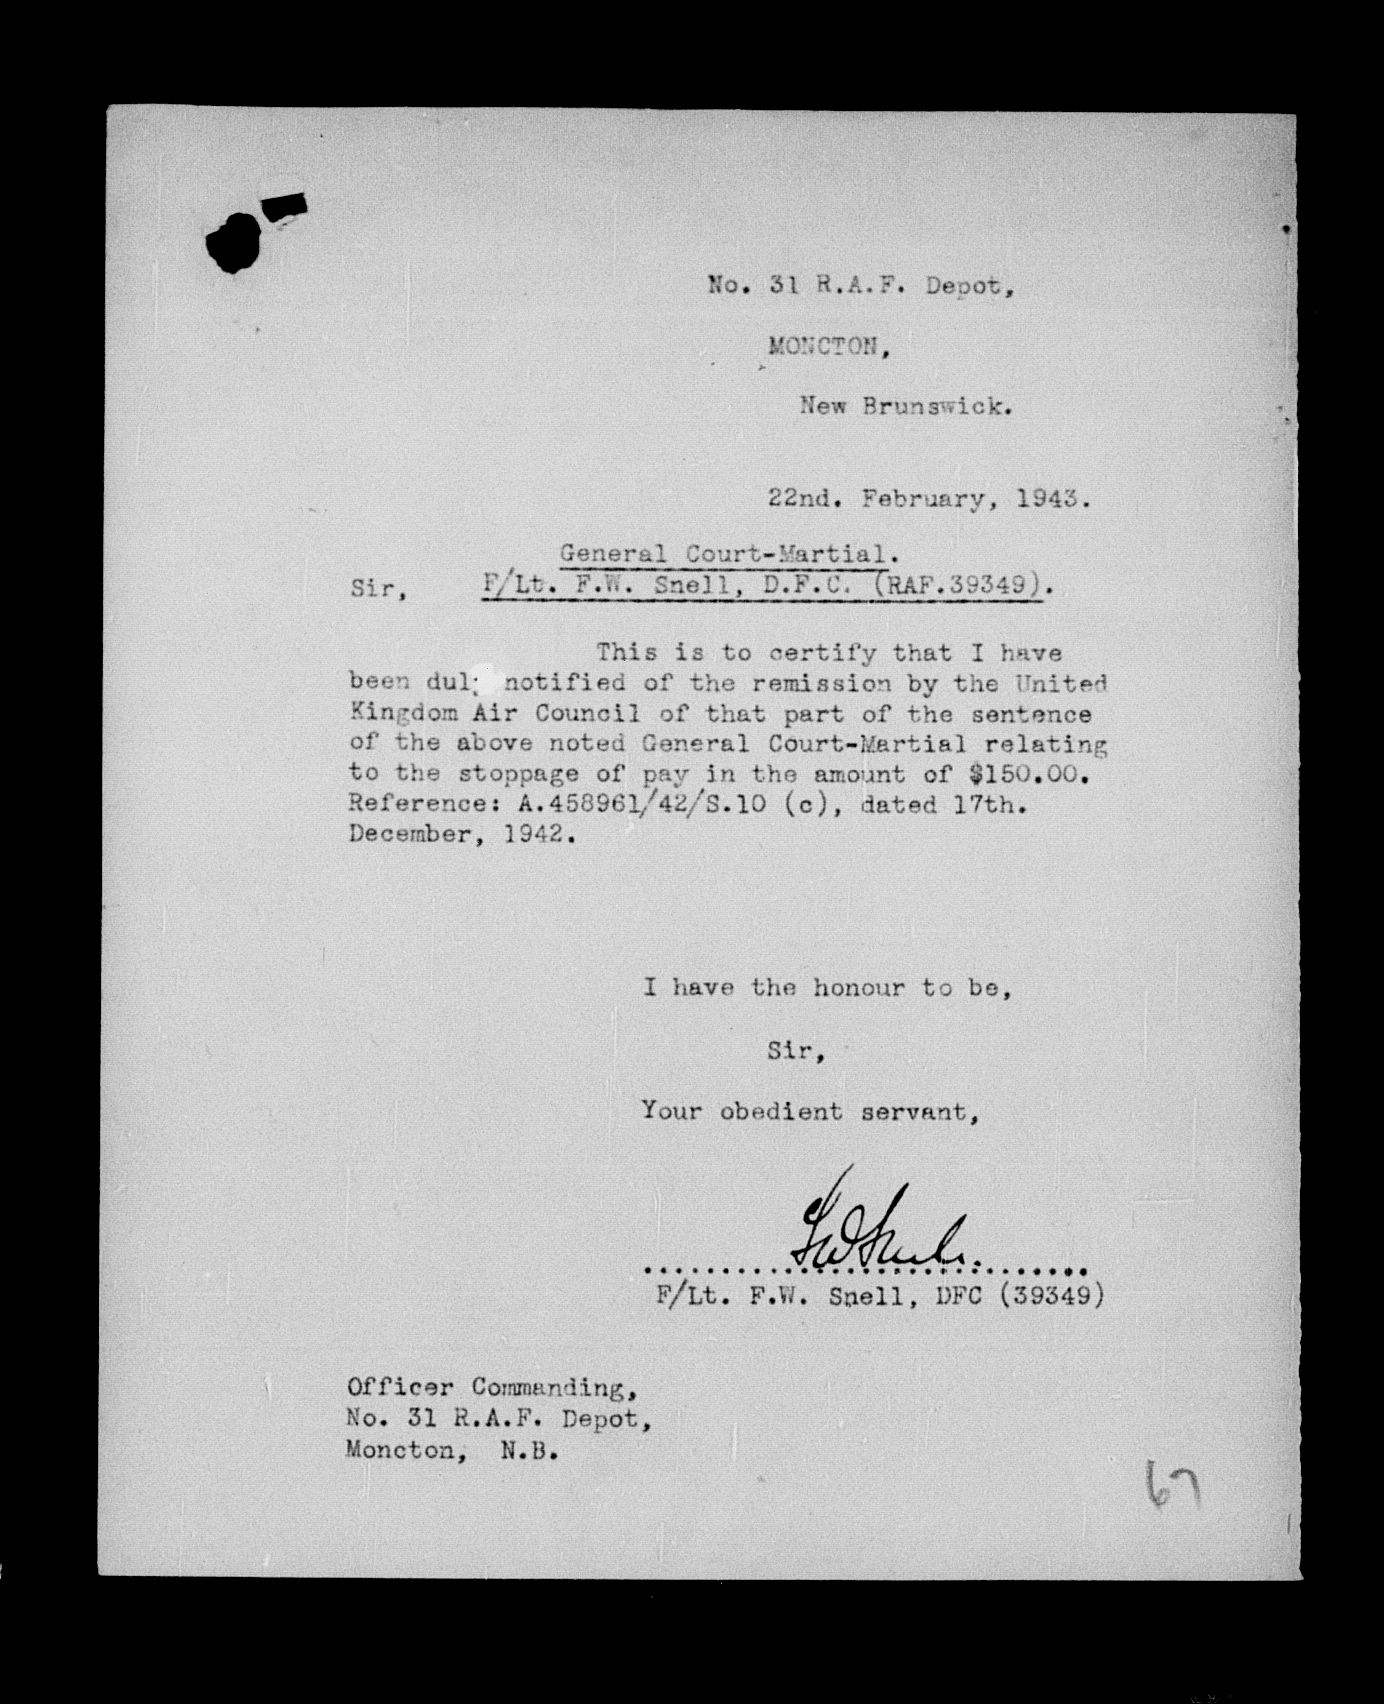 No. 31 R.A.F. Depot,
MONCTON,
New Brunswick.
22nd. February, 1943.
General Court-Martial.
Sir, F/Lt. F.W. Snell, D.F.C. (RAF.39349).
This is to certify that I have
been duly notified of the remission by the United
Kingdom Air Council of that part of the sentence
of the above noted General Court-Martial relating
to the stoppage of pay in the amount of $150.00.
Reference: A.458961/42/S.10 (c), dated 17th.
December, 1942.
I have the honour to be,
Sir,
Your obedient servant,
FWSnell.
F/Lt. F.W. Snell, DFC (39349)
Officer Commanding,
No. 31 R.A.F. Depot,
Moncton, N.B.
67